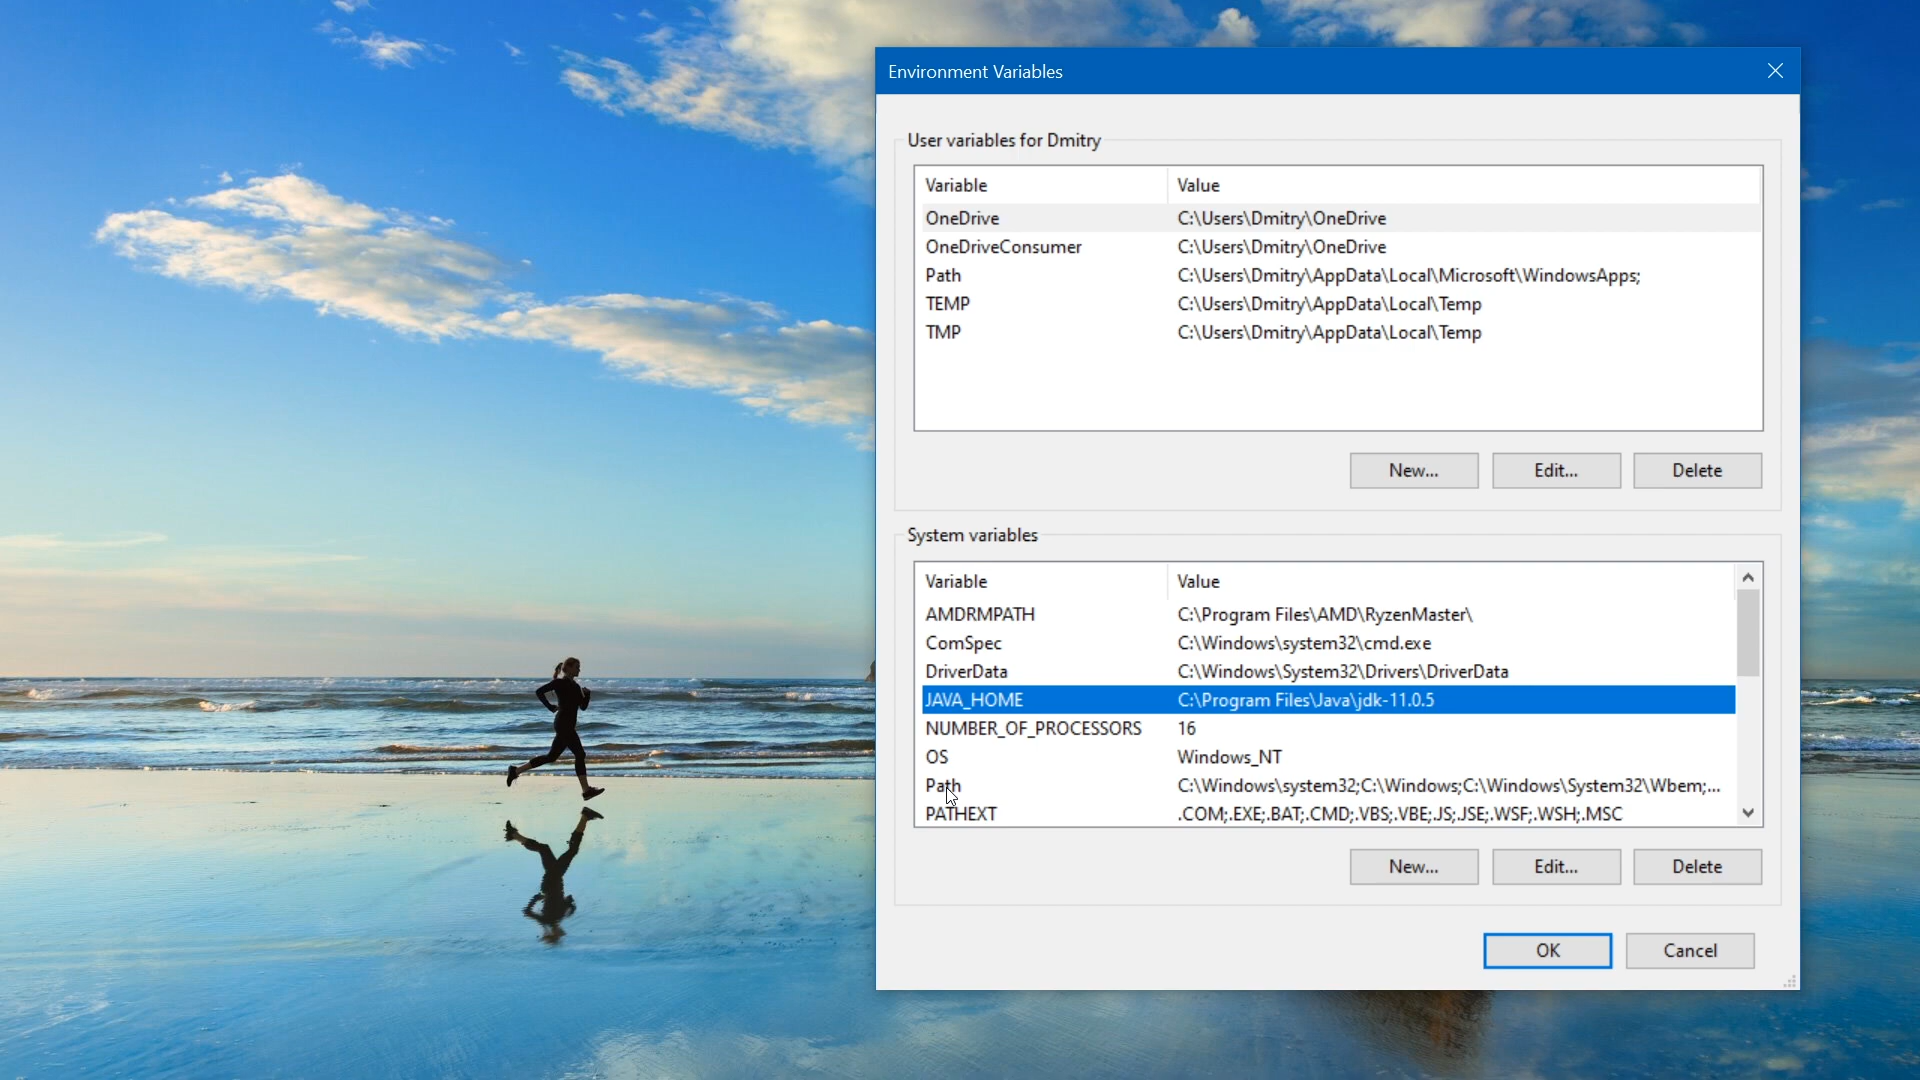 Environment Variables
User variables for Dmitry
Variable Value
OneDrive C:\Users\Dmitry\OneDrive
OneDriveConsumer C:\Users\Dmitry\OneDrive
Path C:\Users\Dmitry\AppData\Local\Microsoft\WindowsApps;
TEMP C:\Users\Dmitry\AppData\Local\Temp
TMP C:\Users\Dmitry\AppData\Local\Temp
New... Edit... Delete
System variables
Variable Value
AMDRMPATH C:\Program Files\AMD\RyzenMaster\
ComSpec C:\Windows\system32\cmd.exe
DriverData C:\Windows\System32\Drivers\DriverData
JAVA_HOME C:\Program Files\Java\jdk-11.0.5
NUMBER_OF_PROCESSORS 16
OS Windows_NT
Path C:\Windows\system32;C:\Windows;C:\Windows\System32\Wbem;...
PATHEXT .COM;.EXE;.BAT;.CMD;.VBS;.VBE;.JS;.JSE;.WSF;.WSH;.MSC
New... Edit... Delete
OK Cancel